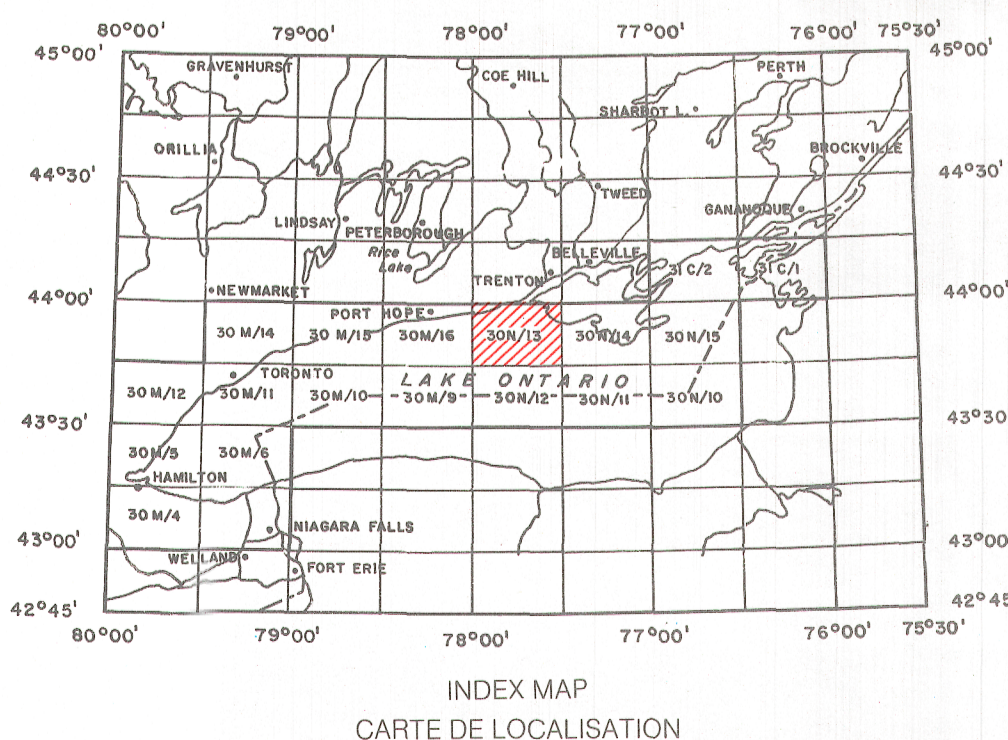 80°00' 79°00' 78°00' 77°00' 76°00' 75°30'
45°00' 45°00'
GRAVENHURST
COE HILL
PERTH
SHARBOT L.
ORILLIA
BROCKVILLE
44°30' 44°30'
TWEED
LINDSAY
PETERBOROUGH
GANANOQUE
Rice
Lake
BELLEVILLE
TRENTON
31 C/2 31 C/1
NEWMARKET
44°00' 44°00'
PORT HOPE
30 M/14 30 M/15 30M/16 30N/13 30N/14 30N/15
TORONTO
LAKE ONTARIO
30M/12 30M/11 30M/10 30M/9 30N/12 30N/11 30N/10
43°30' 43°30'
30M/5 30M/6
HAMILTON
30 M/4
NIAGARA FALLS
43°00' 43°00'
WELLAND
FORT ERIE
42°45' 42°45
80°00' 79°00' 78°00' 77°00' 76°00' 75°30'
INDEX MAP
CARTE DE LOCALISATION